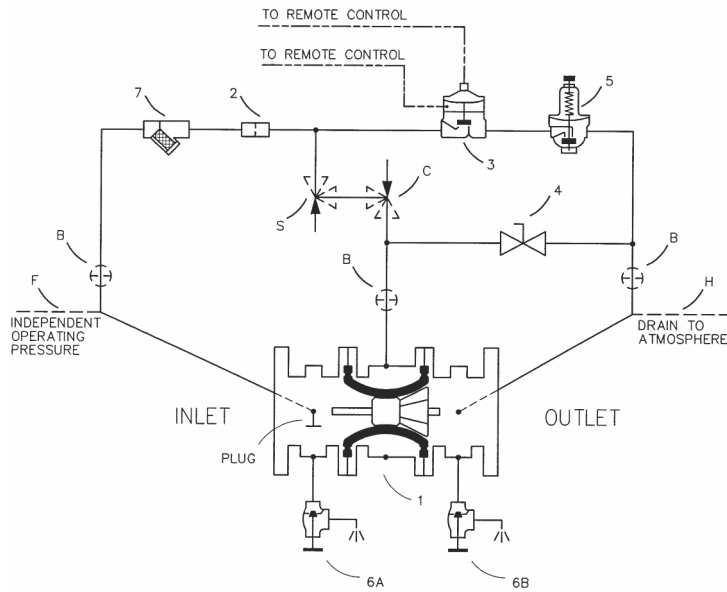 TO REMOTE CONTROL
TO REMOTE CONTROL
5
7
2
3
C
S
4
B
B
B
F
H
INDEPENDENT
OPERATING
PRESSURE
DRAIN TO
ATMOSPHERE
INLET
OUTLET
PLUG
1
6A
6B